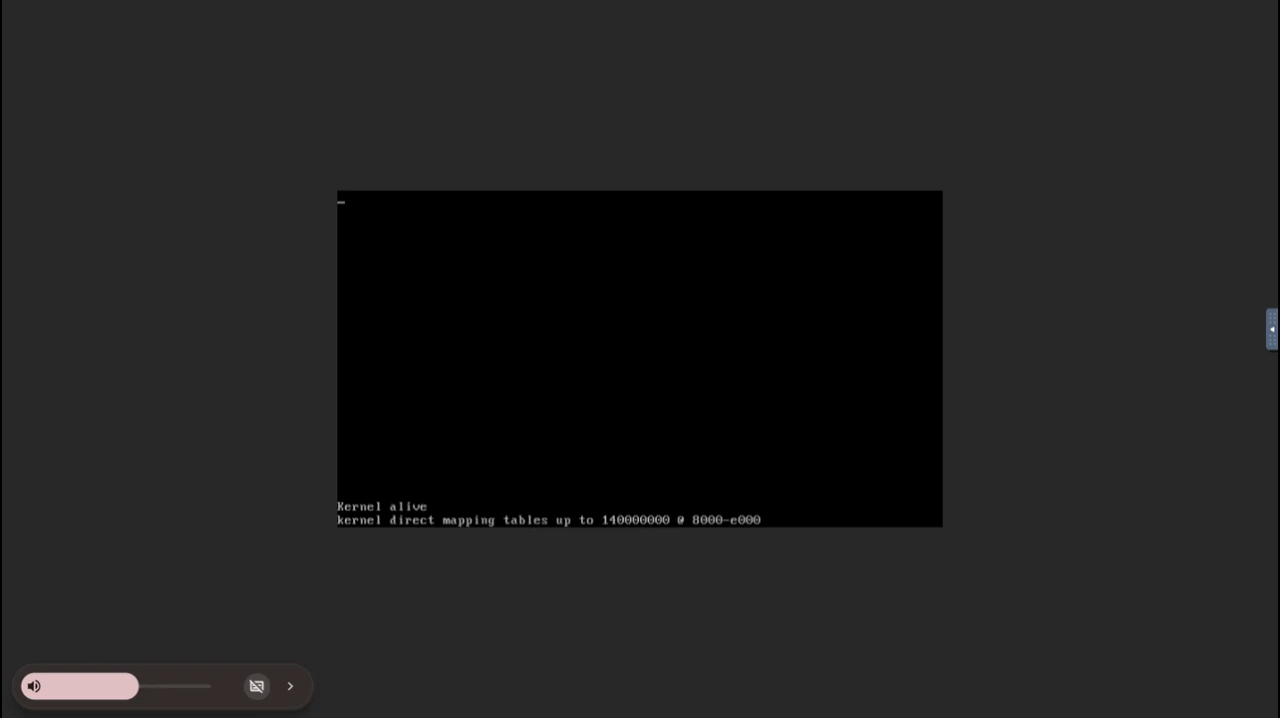 Kernel alive
kernel direct mapping tables up to 140000000 @ 8000-e000